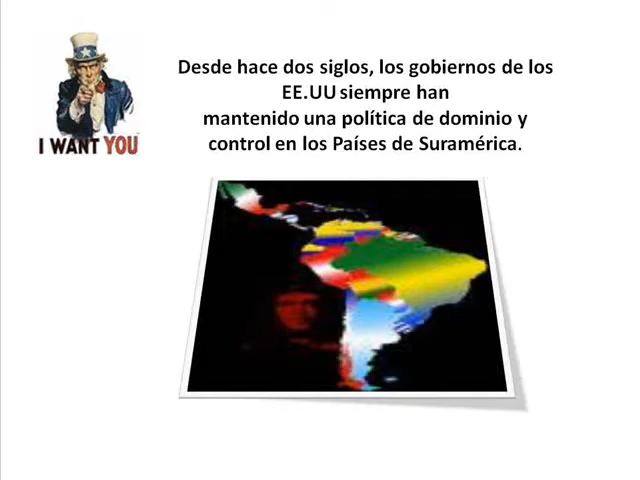 Desde hace dos siglos, los gobiernos de los
EE.UU siempre han
mantenido una política de dominio y
control en los Países de Suramérica.
I WANT YOU